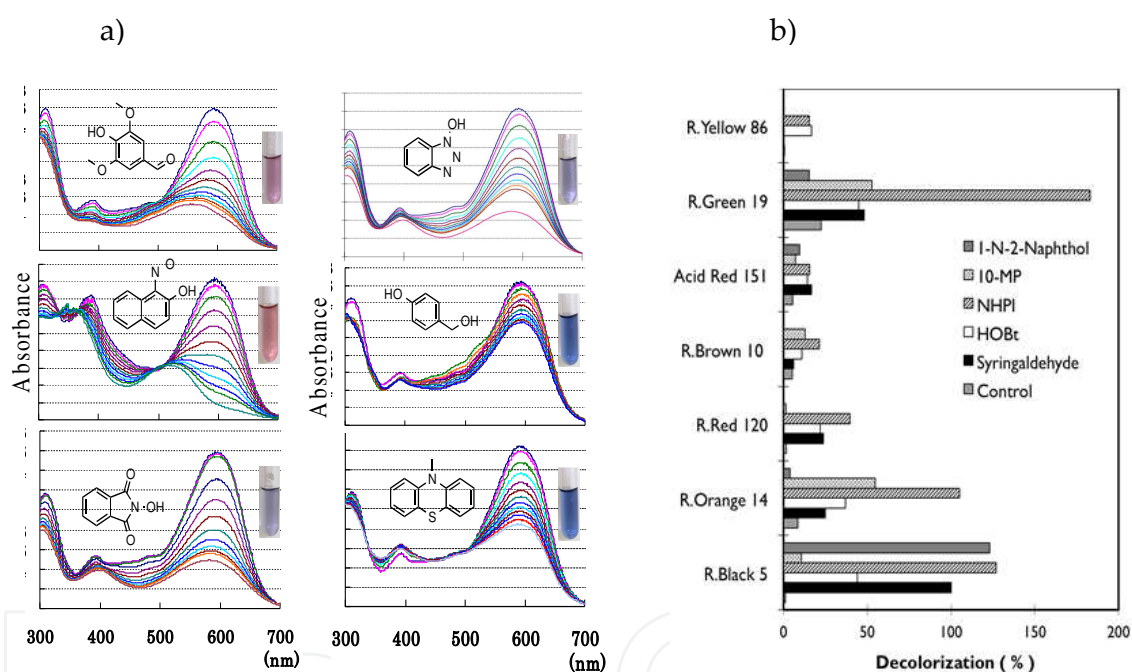 a)
b)
O
HO
O
O
OH
N
N
N
Absorbance
N O
OH
Absorbance
HO
OH
O
N·OH
O
N
S
300 400 500 600 700
(nm)
300 400 500 600 700
(nm)
R.Yellow 86
R.Green 19
Acid Red 151
R.Brown 10
R.Red 120
R.Orange 14
R.Black 5
1-N-2-Naphthol
10-MP
NHPI
HOBt
Syringaldehyde
Control
0 50 100 150 200
Decolorization ( % )